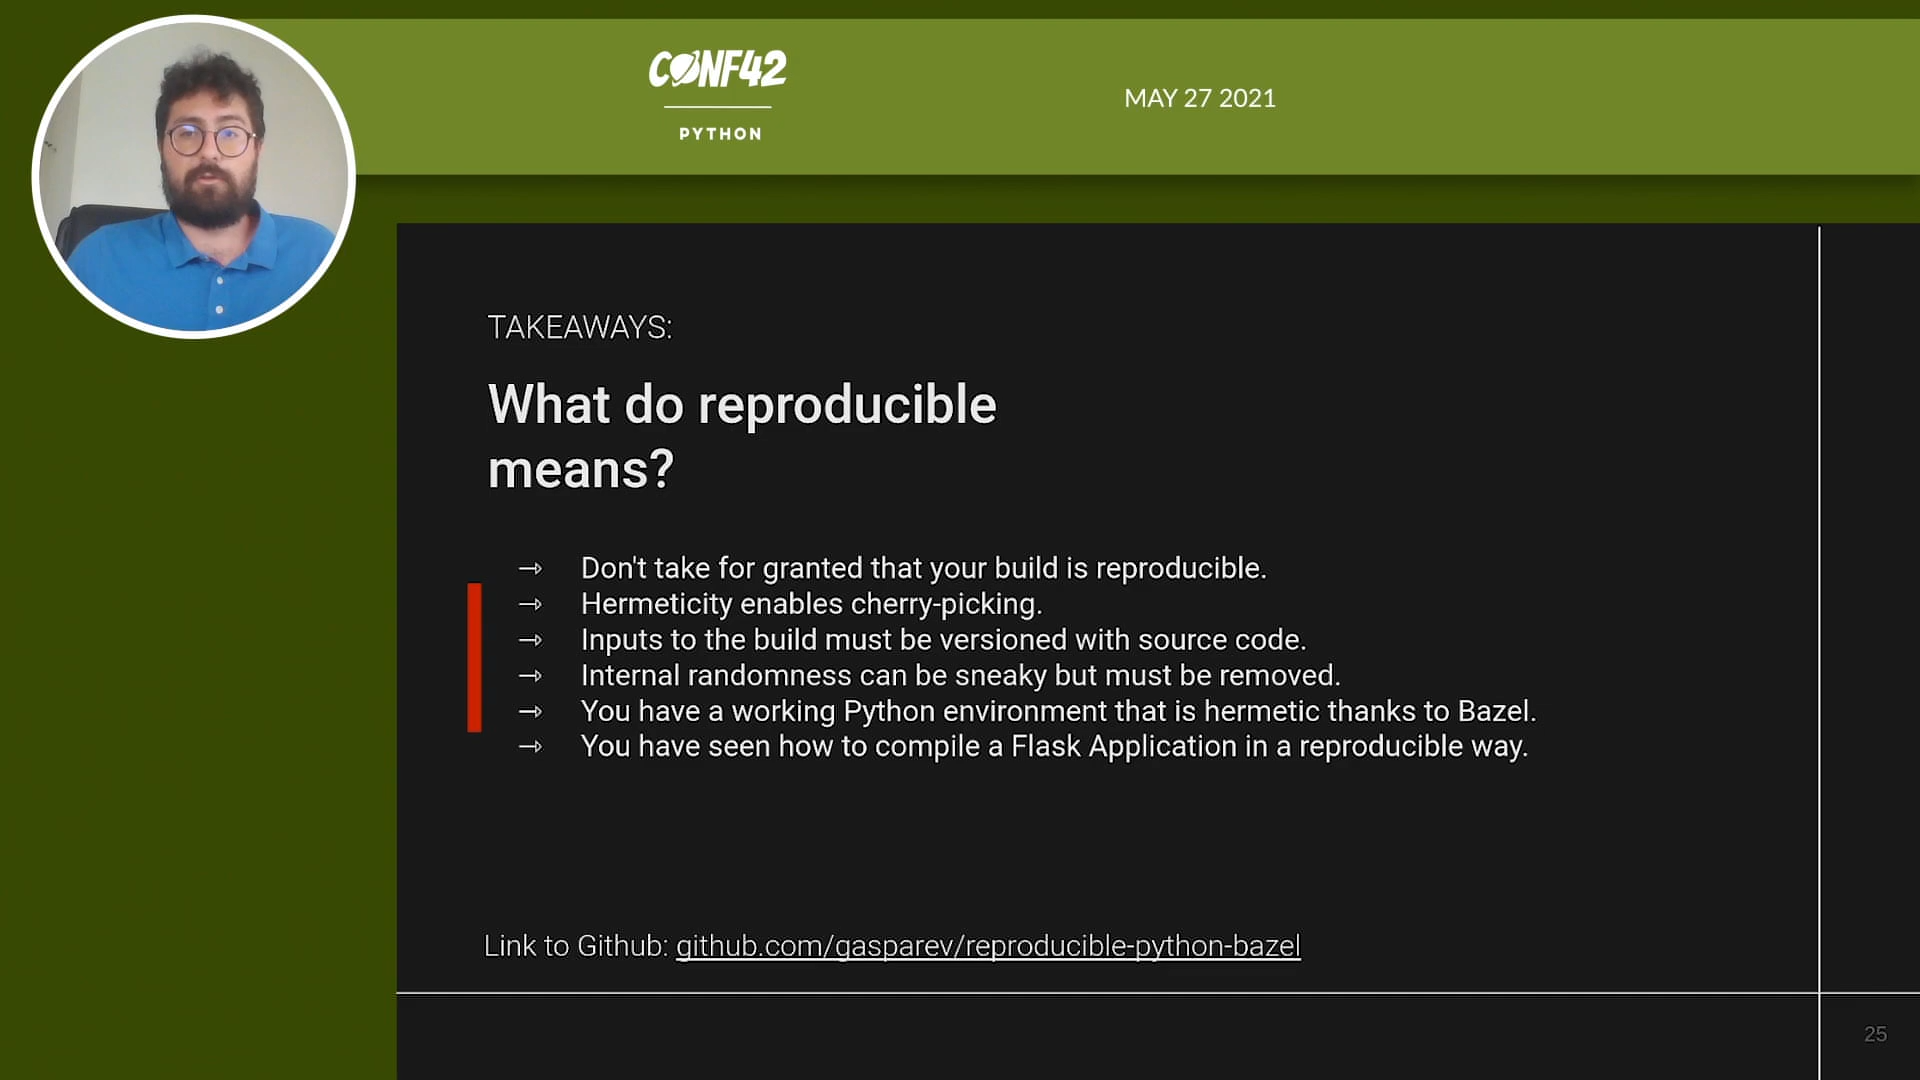 CONF42
PYTHON
MAY 27 2021
TAKEAWAYS:
What do reproducible
means?
→ Don't take for granted that your build is reproducible.
→ Hermeticity enables cherry-picking.
→ Inputs to the build must be versioned with source code.
→ Internal randomness can be sneaky but must be removed.
→ You have a working Python environment that is hermetic thanks to Bazel.
→ You have seen how to compile a Flask Application in a reproducible way.
Link to Github: github.com/gasparev/reproducible-python-bazel
25